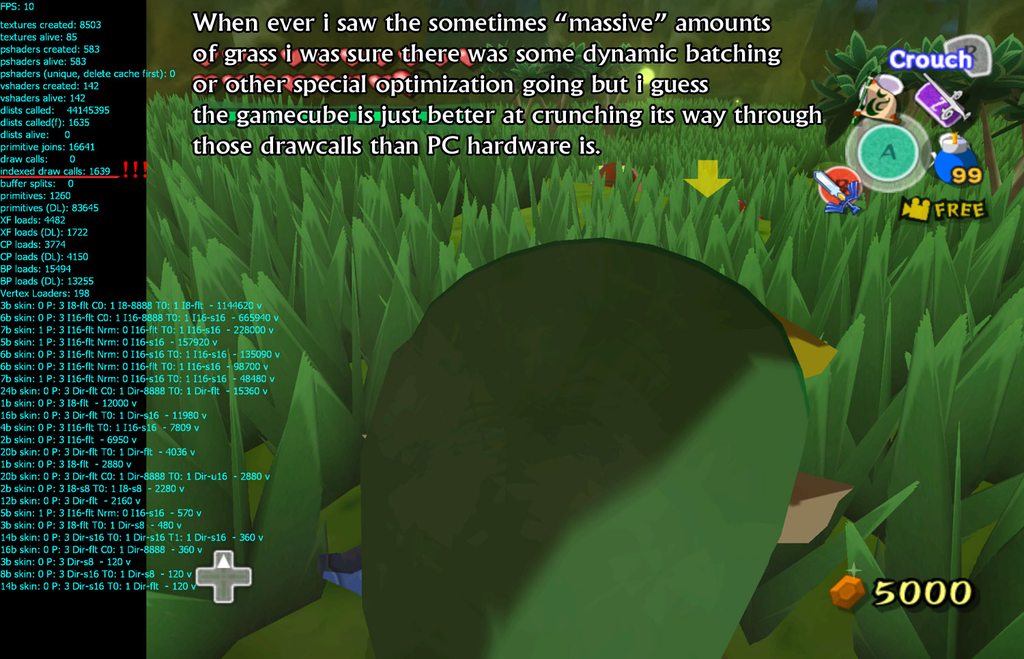 FPS: 10
textures created: 8503
textures alive: 85
pshaders created: 583
pshaders alive: 583
pshaders (unique, delete cache first): 0
vshaders created: 142
vshaders alive: 142
dlists called: 44145395
dlists called(f): 1635
dlists alive: 0
primitive joins: 16641
draw calls: 0
indexed draw calls: 1639 !!!
buffer splits: 0
primitives: 1260
primitives (DL): 83645
XF loads: 4482
XF loads (DL): 1722
CP loads: 3774
CP loads (DL): 4150
BP loads: 15494
BP loads (DL): 13255
Vertex Loaders: 198
3b skin: 0 P: 3 I8-flt C0: 1 I8-8888 T0: 1 I8-flt - 1144620 v
6b skin: 0 P: 3 I16-flt C0: 1 I16-8888 T0: 1 I16-s16 - 665940 v
7b skin: 1 P: 3 I16-flt Nrm: 0 I16-flt T0: 1 I16-s16 - 228000 v
5b skin: 1 P: 3 I16-flt Nrm: 0 I16-s16 - 157920 v
6b skin: 0 P: 3 I16-flt Nrm: 0 I16-s16 T0: 1 I16-s16 - 135090 v
6b skin: 0 P: 3 I16-flt Nrm: 0 I16-flt T0: 1 I16-s16 - 98700 v
7b skin: 1 P: 3 I16-flt Nrm: 0 I16-s16 T0: 1 I16-s16 - 48480 v
24b skin: 0 P: 3 Dir-flt C0: 1 Dir-8888 T0: 1 Dir-flt - 15360 v
1b skin: 0 P: 3 I8-flt - 12000 v
16b skin: 0 P: 3 Dir-flt T0: 1 Dir-s16 - 11980 v
4b skin: 0 P: 3 I16-flt T0: 1 I16-s16 - 7809 v
2b skin: 0 P: 3 I16-flt - 6950 v
20b skin: 0 P: 3 Dir-flt T0: 1 Dir-flt - 4036 v
1b skin: 0 P: 3 I8-flt - 2880 v
20b skin: 0 P: 3 Dir-flt C0: 1 Dir-8888 T0: 1 Dir-u16 - 2880 v
2b skin: 0 P: 3 I8-s8 T0: 1 I8-s8 - 2280 v
12b skin: 0 P: 3 Dir-flt - 2160 v
5b skin: 1 P: 3 I16-flt Nrm: 0 I16-s16 - 570 v
3b skin: 0 P: 3 I8-flt T0: 1 Dir-s8 - 480 v
14b skin: 0 P: 3 Dir-s16 T0: 1 Dir-s16 T1: 1 Dir-s16 - 360 v
16b skin: 0 P: 3 Dir-flt C0: 1 Dir-8888 - 360 v
3b skin: 0 P: 3 Dir-s8 - 120 v
8b skin: 0 P: 3 Dir-s16 T0: 1 Dir-s8 - 120 v
14b skin: 0 P: 3 Dir-s16 T0: 1 Dir-flt - 120 v
When ever i saw the sometimes “massive” amounts
of grass i was sure there was some dynamic batching
or other special optimization going but i guess
the gamecube is just better at crunching its way through
those drawcalls than PC hardware is.
R
Crouch
Z
A
99
FREE
5000